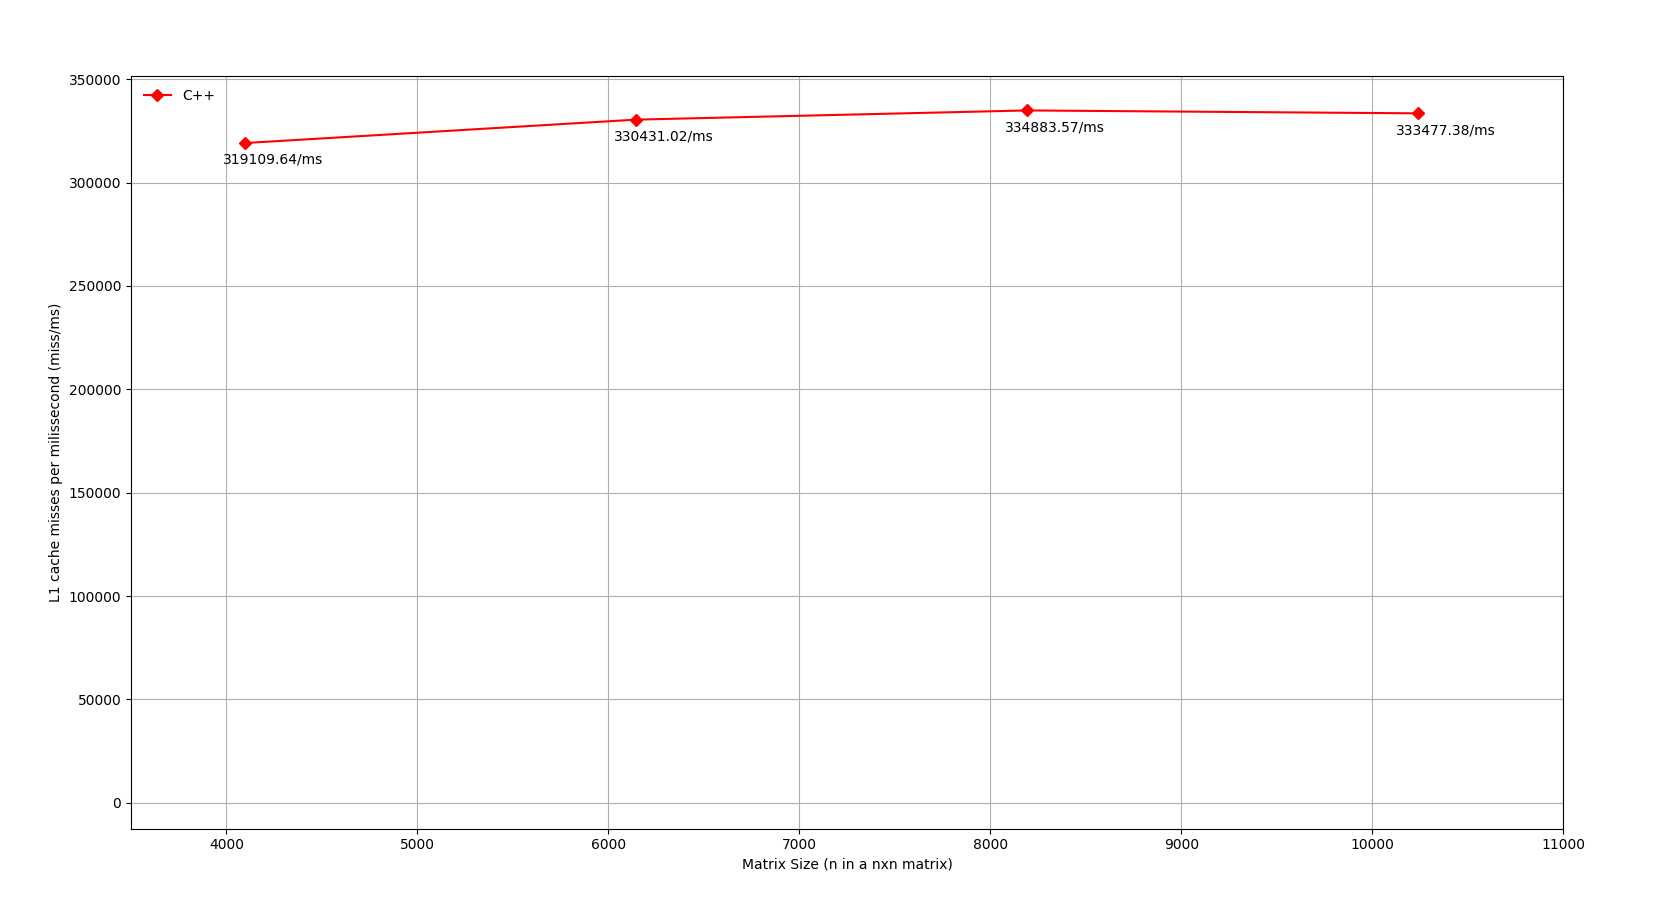 350000
C++
319109.64/ms
330431.02/ms
334883.57/ms
333477.38/ms
300000
250000
200000
150000
100000
50000
0
L1 cache misses per milissecond (miss/ms)
4000 5000 6000 7000 8000 9000 10000 11000
Matrix Size (n in a nxn matrix)